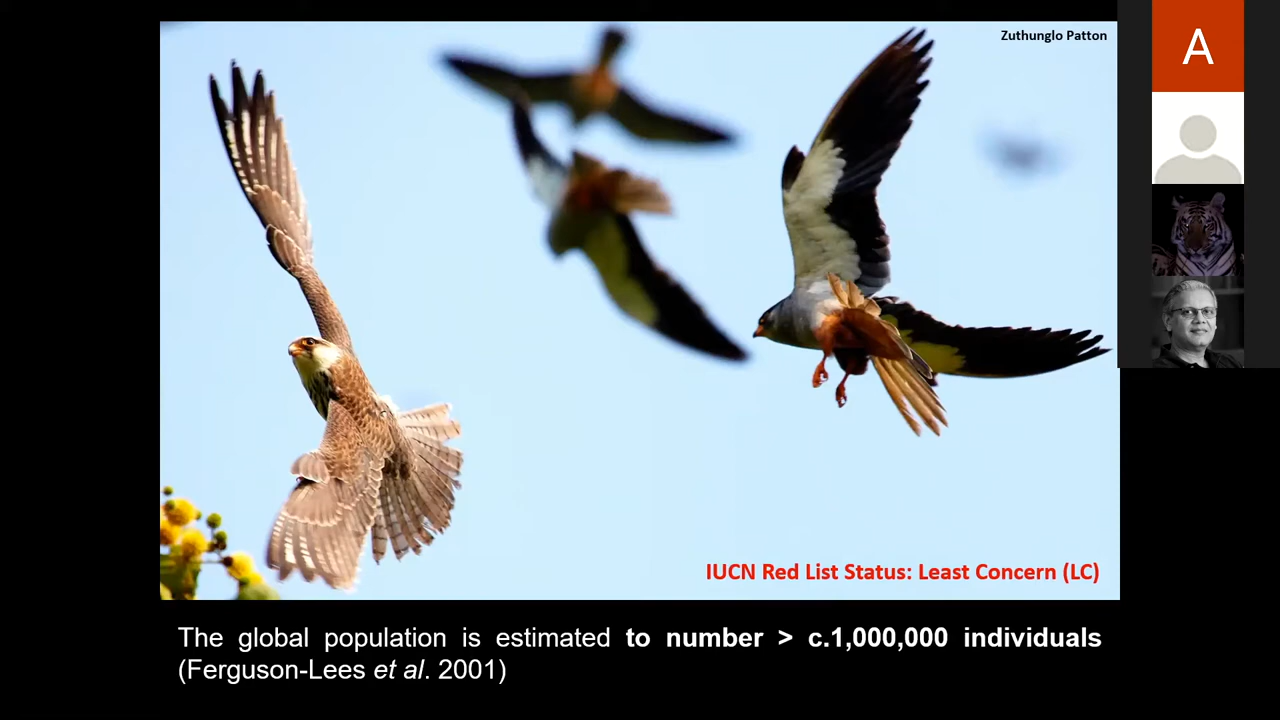 Zuthunglo Patton
A
IUCN Red List Status: Least Concern (LC)
The global population is estimated to number > c.1,000,000 individuals
(Ferguson-Lees et al. 2001)